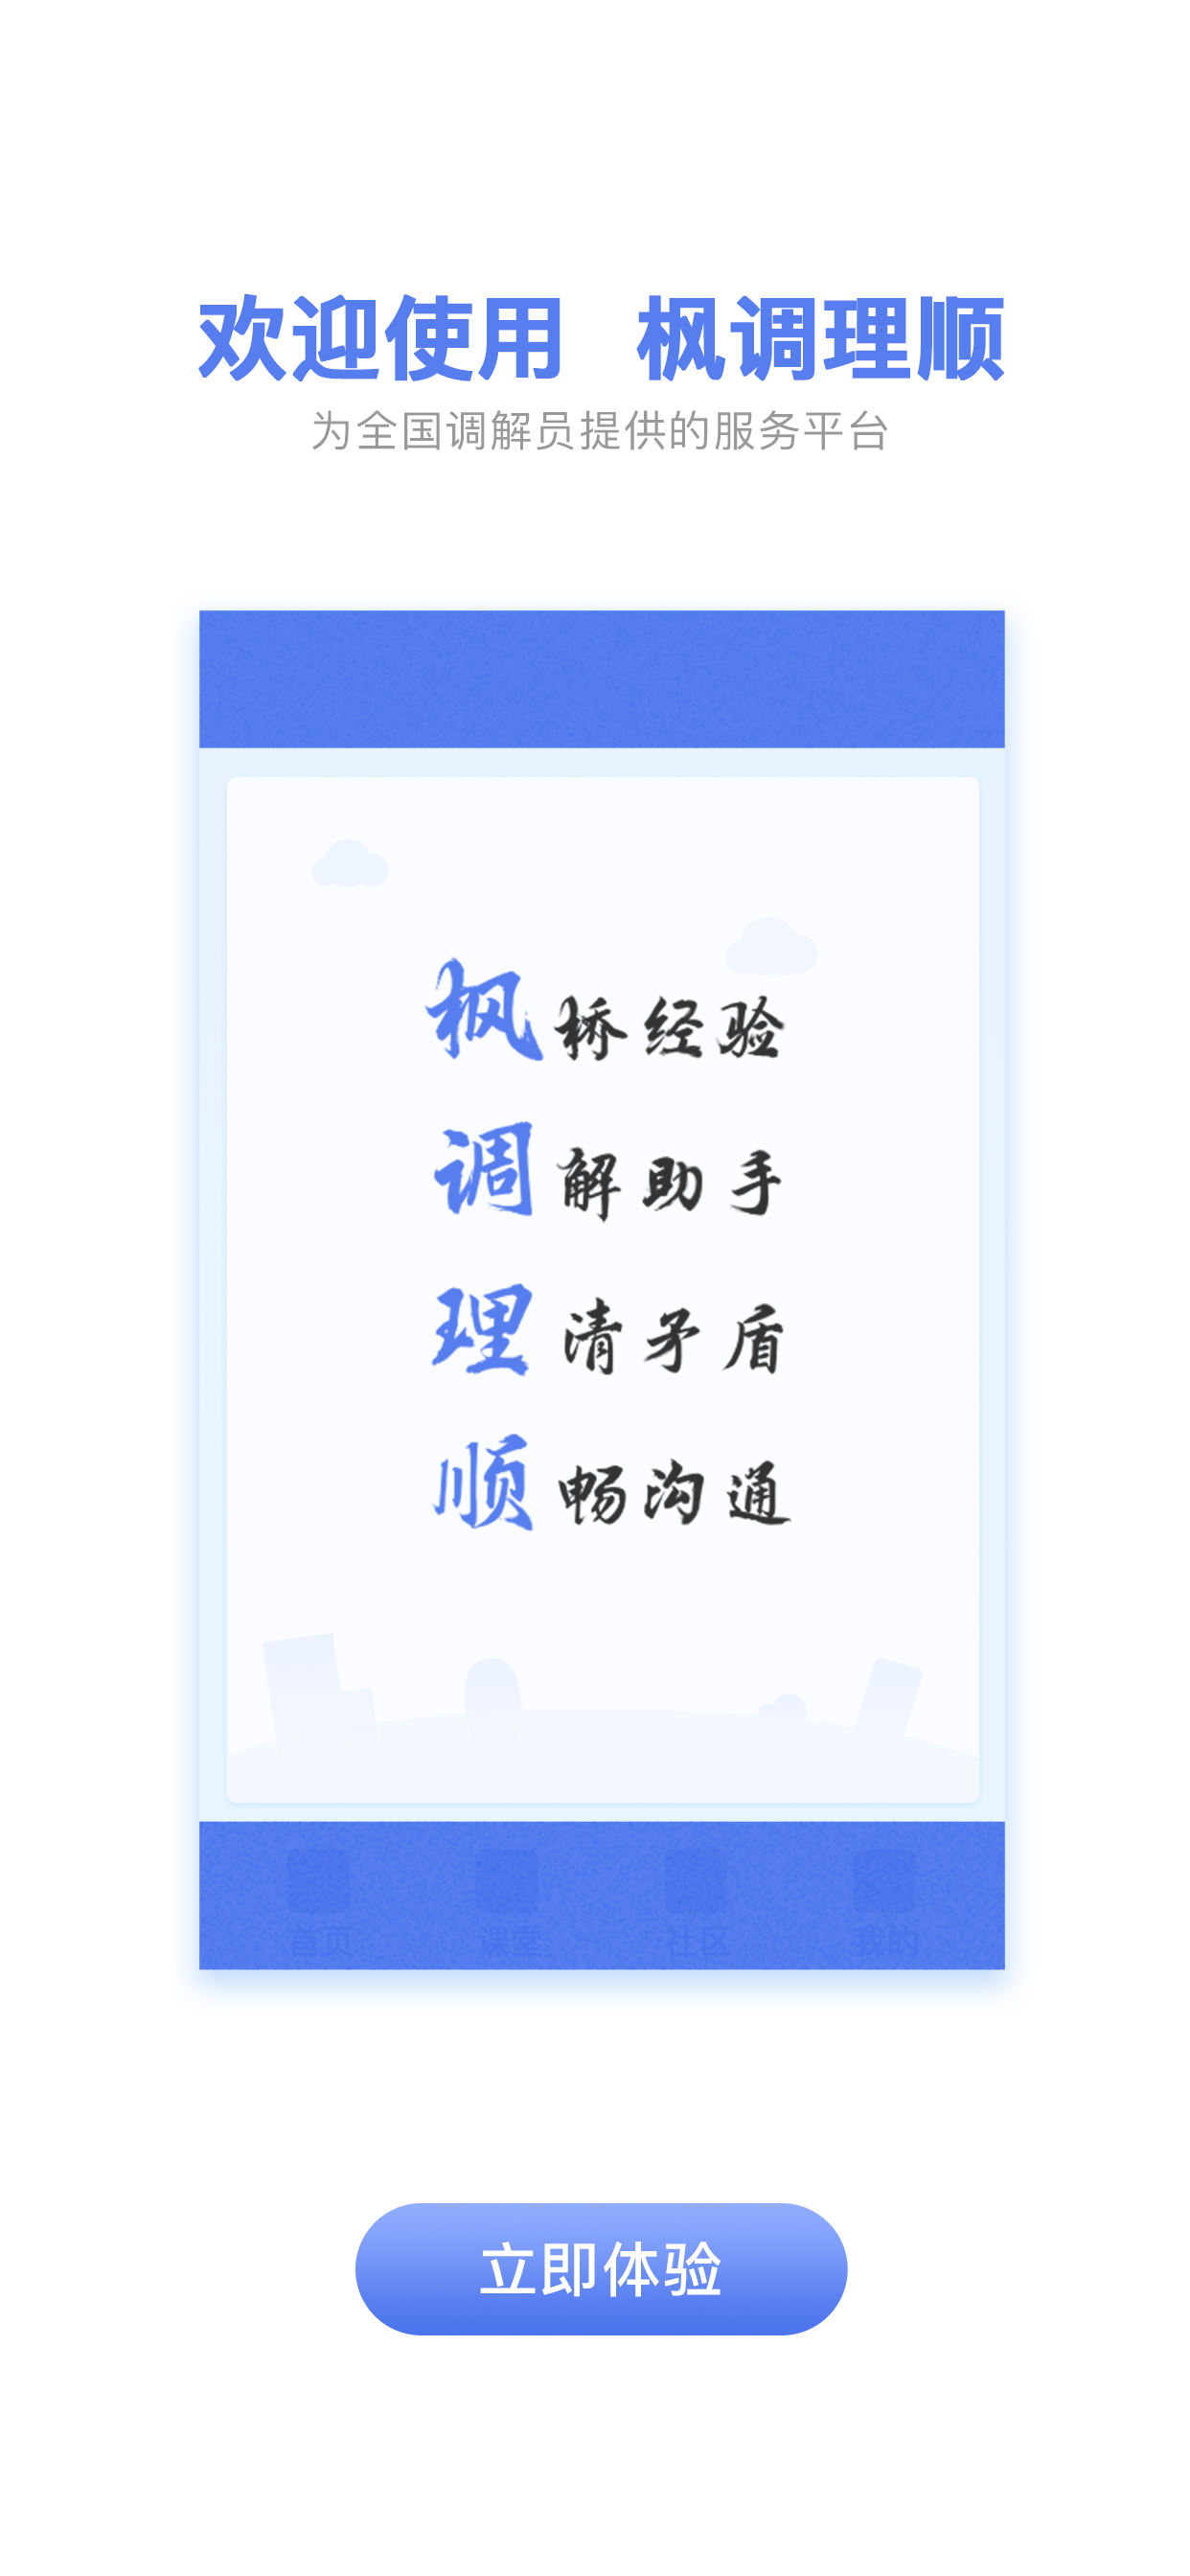 欢迎使用 枫调理顺
为全国调解员提供的服务平台
枫桥经验
调解助手
理清矛盾
顺畅沟通
首页 课堂 社区 我的
立即体验